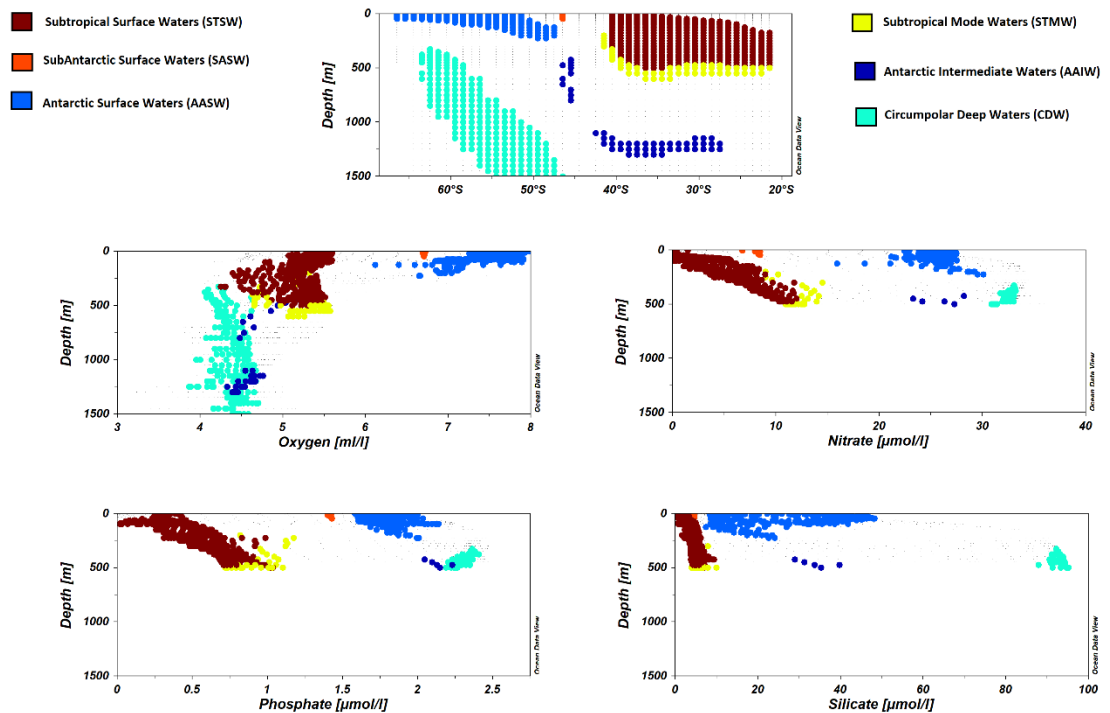 Subtropical Surface Waters (STSW)
SubAntarctic Surface Waters (SASW)
Antarctic Surface Waters (AASW)
Subtropical Mode Waters (STMW)
Antarctic Intermediate Waters (AAIW)
Circumpolar Deep Waters (CDW)
Depth [m]
0
500
1000
1500
60°S 50°S 40°S 30°S 20°S
Ocean Data View
Depth [m]
0
500
1000
1500
3 4 5 6 7 8
Oxygen [ml/l]
Ocean Data View
Depth [m]
0
500
1000
1500
0 10 20 30 40
Nitrate [µmol/l]
Ocean Data View
Depth [m]
0
500
1000
1500
0 0.5 1 1.5 2 2.5
Phosphate [µmol/l]
Ocean Data View
Depth [m]
0
500
1000
1500
0 20 40 60 80 100
Silicate [µmol/l]
Ocean Data View